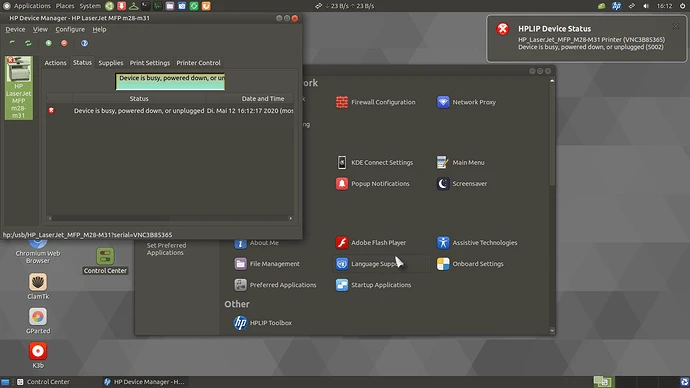 Applications Places System
↓ 23 B/s ↑ 23 B/s
16:12
HP Device Manager - HP LaserJet MFP m28-m31
Device View Configure Help
HP
LaserJet
MFP
m28-
m31
Actions Status Supplies Print Settings Printer Control
Device is busy, powered down, or un
Status Date and Time
Device is busy, powered down, or unplugged Di. Mai 12 16:12:17 2020 (mos
hp:/usb/HP_LaserJet_MFP_M28-M31?serial=VNC3B85365
HPLIP Device Status
HP_LaserJet_MFP_M28-M31 Printer (VNC3B85365)
Device is busy, powered down, or unplugged (5002)
work
Firewall Configuration
Network Proxy
ng
KDE Connect Settings
Main Menu
Popup Notifications
Screensaver
Set Preferred
Applications
About Me
Adobe Flash Player
Assistive Technologies
File Management
Language Supp
Onboard Settings
Preferred Applications
Startup Applications
Other
HPLIP Toolbox
Chromium Web
Browser
Control Center
ClamTk
GParted
K3b
Control Center
HP Device Manager - H...